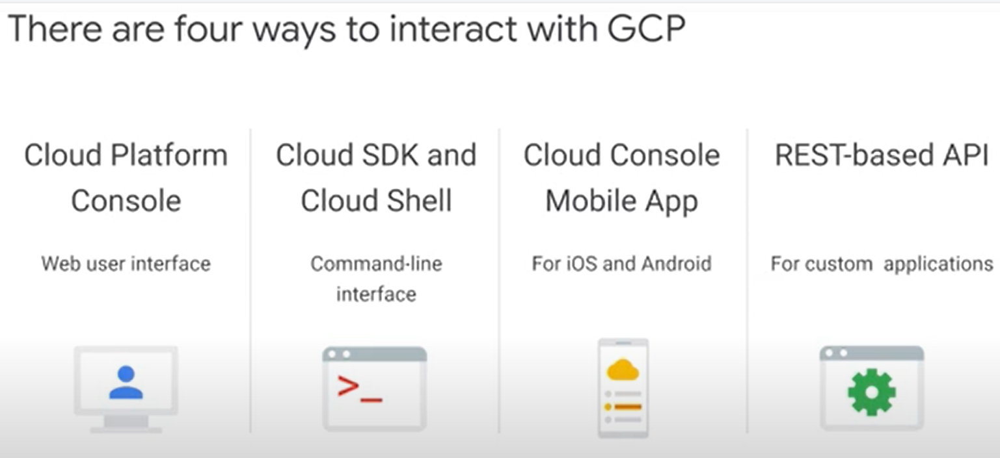 There are four ways to interact with GCP
Cloud Platform
Console
Web user interface
Cloud SDK and
Cloud Shell
Command-line
interface
Cloud Console
Mobile App
For iOS and Android
REST-based API
For custom applications
>_